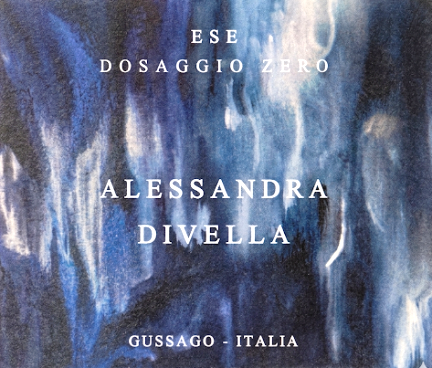 ESE
DOSAGGIO ZERO
ALESSANDRA
DIVELLA
GUSSAGO - ITALIA